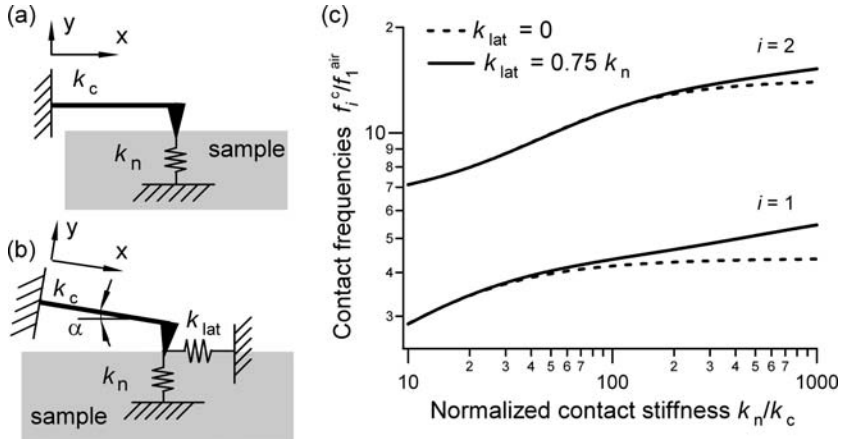 (a)
y
x
k_c
sample
k_n
(b)
y
x
k_c
α
k_lat
k_n
sample
(c)
k_lat = 0
k_lat = 0.75 k_n
i = 2
i = 1
Contact frequencies f_i^c/f_1^air
2
10
9
8
7
6
5
4
3
10 2 3 4 5 6 7 100 2 3 4 5 6 7 1000
Normalized contact stiffness k_n/k_c